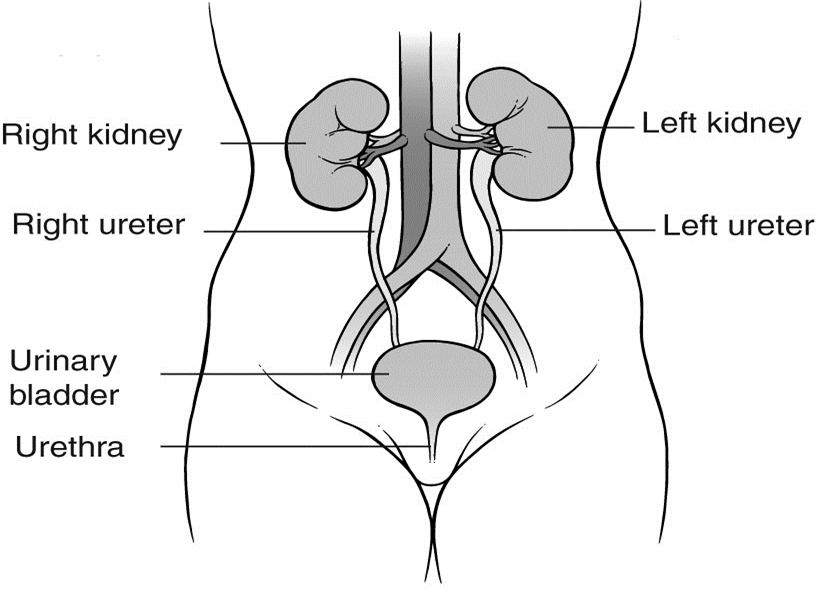 Right kidney
Left kidney
Right ureter
Left ureter
Urinary
bladder
Urethra